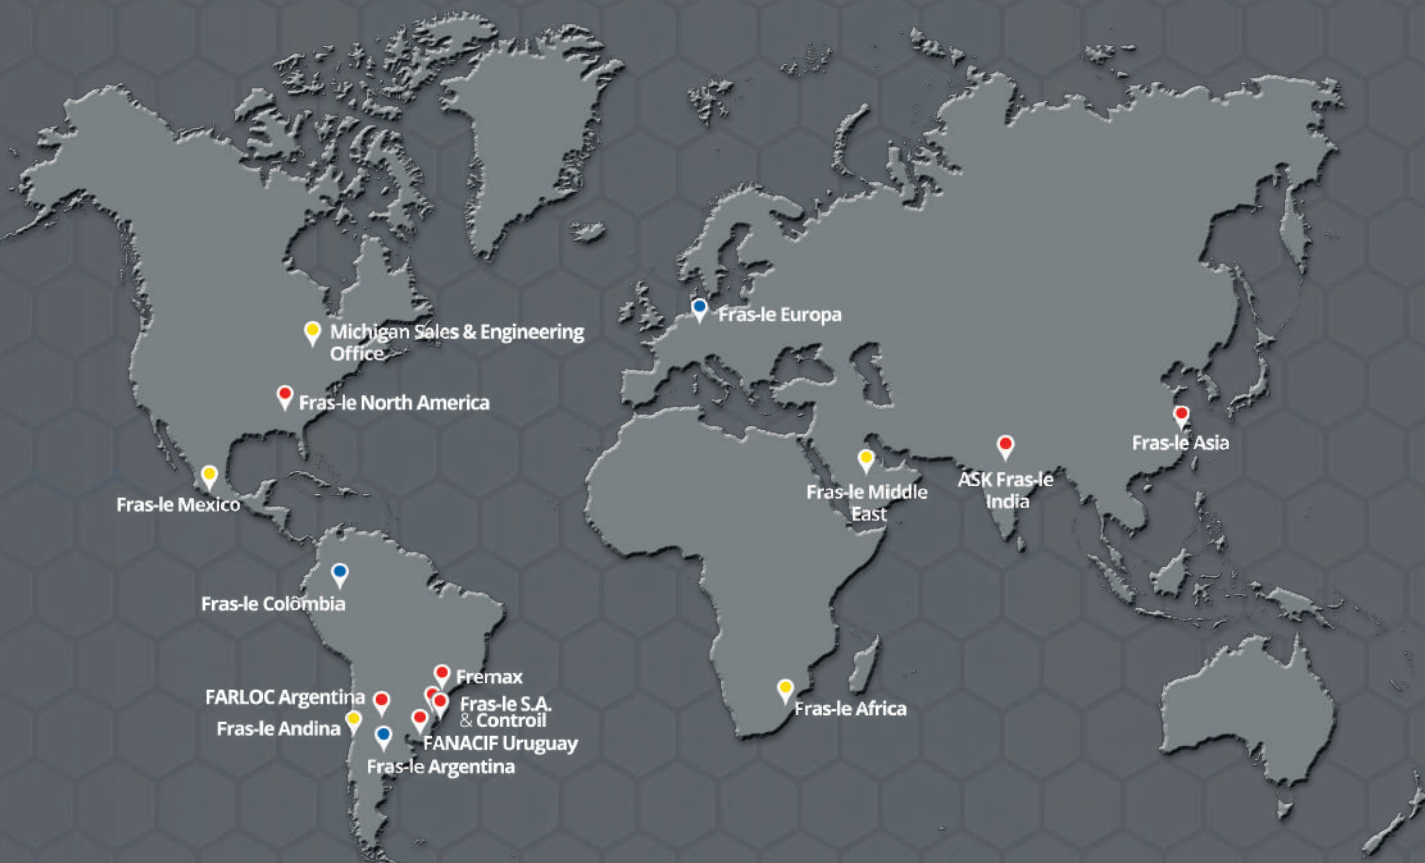 Fras-le Europa
Michigan Sales & Engineering
Office
Fras-le North America
Fras-le Asia
ASK Fras-le
India
Fras-le Middle
East
Fras-le Mexico
Fras-le Colômbia
Fremax
FARLOC Argentina
Fras-le S.A.
& Controil
Fras-le Africa
Fras-le Andina
FANACIF Uruguay
Fras-le Argentina